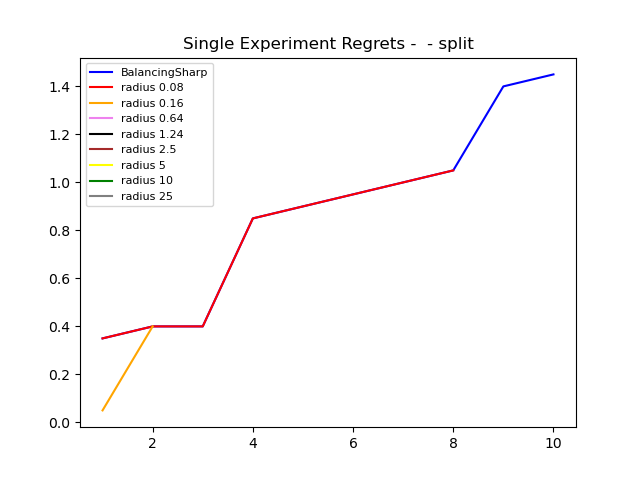 Single Experiment Regrets -  - split
BalancingSharp
radius 0.08
radius 0.16
radius 0.64
radius 1.24
radius 2.5
radius 5
radius 10
radius 25
1.4
1.2
1.0
0.8
0.6
0.4
0.2
0.0
2 4 6 8 10